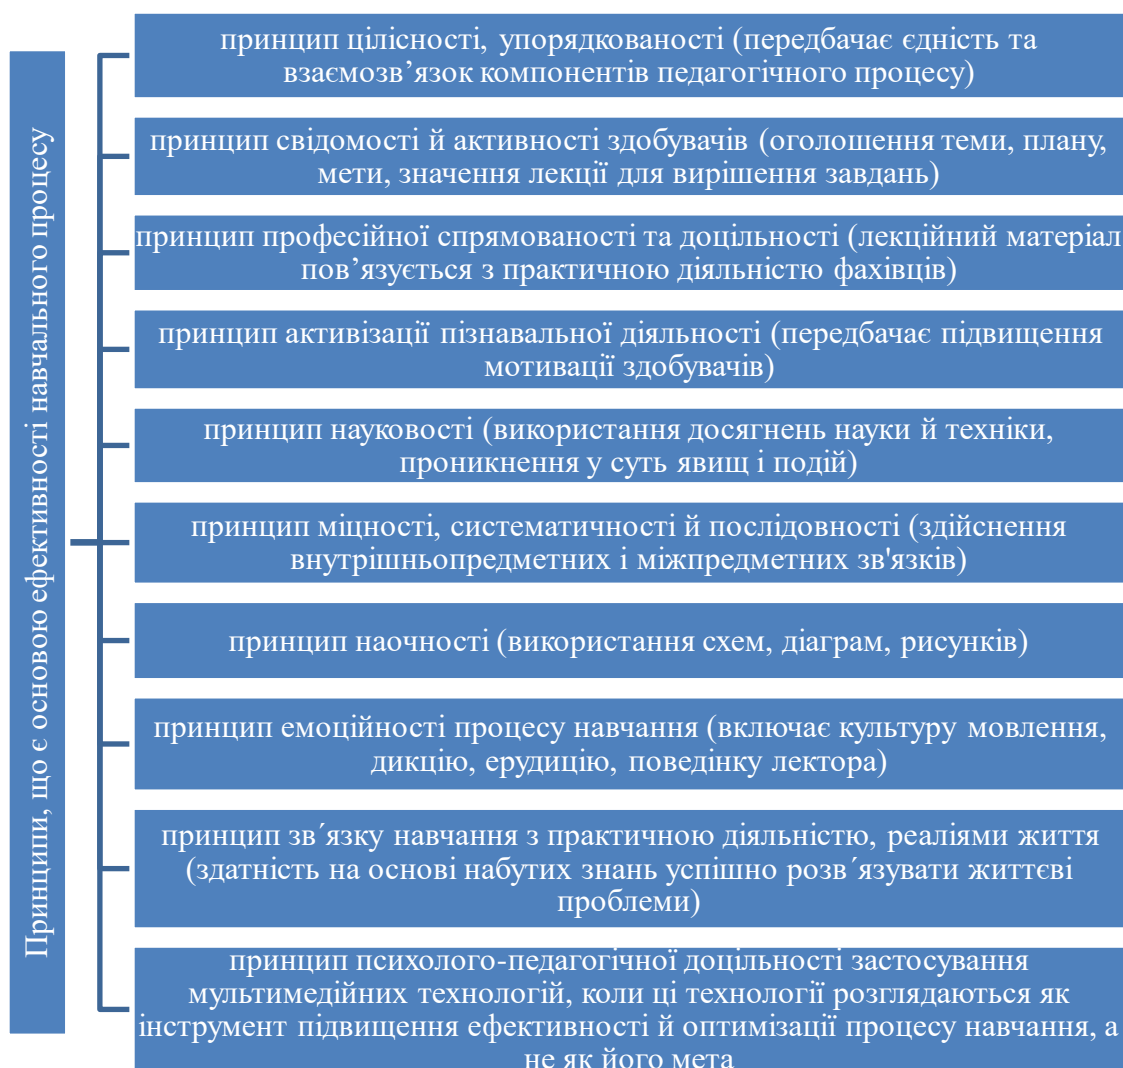 Принципи, що є основою ефективності навчального процесу
принцип цілісності, упорядкованості (передбачає єдність та
взаємозв’язок компонентів педагогічного процесу)
принцип свідомості й активності здобувачів (оголошення теми, плану,
мети, значення лекції для вирішення завдань)
принцип професійної спрямованості та доцільності (лекційний матеріал
пов’язується з практичною діяльністю фахівців)
принцип активізації пізнавальної діяльності (передбачає підвищення
мотивації здобувачів)
принцип науковості (використання досягнень науки й техніки,
проникнення у суть явищ і подій)
принцип міцності, систематичності й послідовності (здійснення
внутрішньопредметних і міжпредметних зв'язків)
принцип наочності (використання схем, діаграм, рисунків)
принцип емоційності процесу навчання (включає культуру мовлення,
дикцію, ерудицію, поведінку лектора)
принцип зв´язку навчання з практичною діяльністю, реаліями життя
(здатність на основі набутих знань успішно розв´язувати життєві
проблеми)
принцип психолого-педагогічної доцільності застосування
мультимедійних технологій, коли ці технології розглядаються як
інструмент підвищення ефективності й оптимізації процесу навчання, а
не як його мета